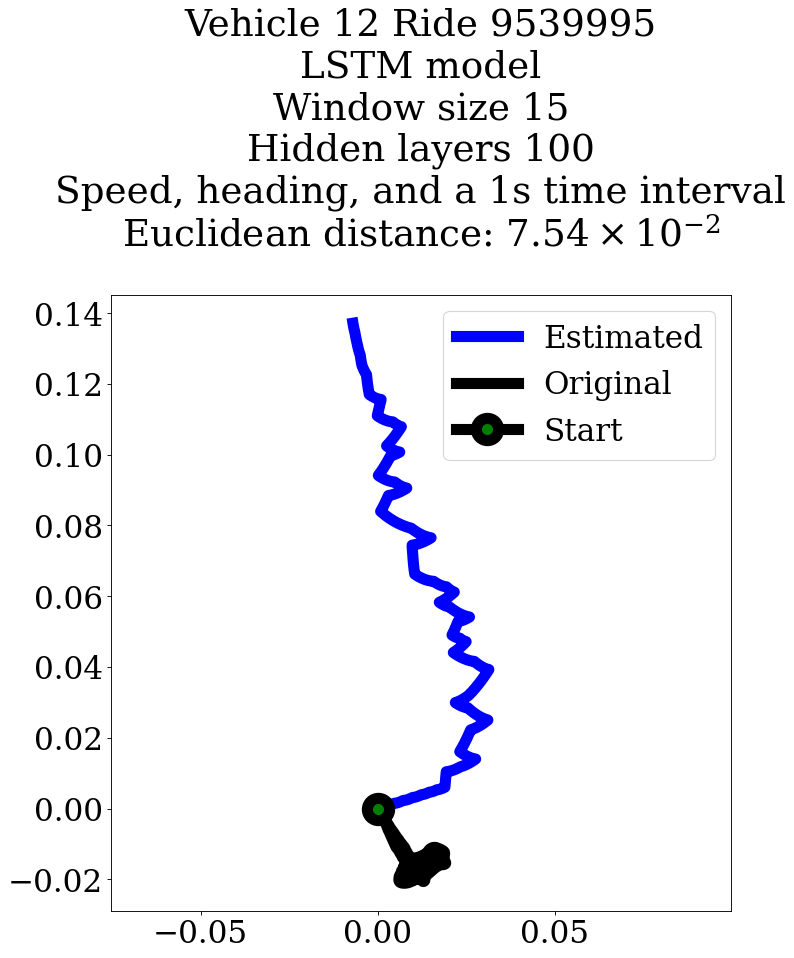 Vehicle 12 Ride 9539995
LSTM model
Window size 15
Hidden layers 100
Speed, heading, and a 1s time interval
Euclidean distance: 7.54 × 10⁻²
0.14
0.12
0.10
0.08
0.06
0.04
0.02
0.00
−0.02
Estimated
Original
Start
−0.05
0.00
0.05